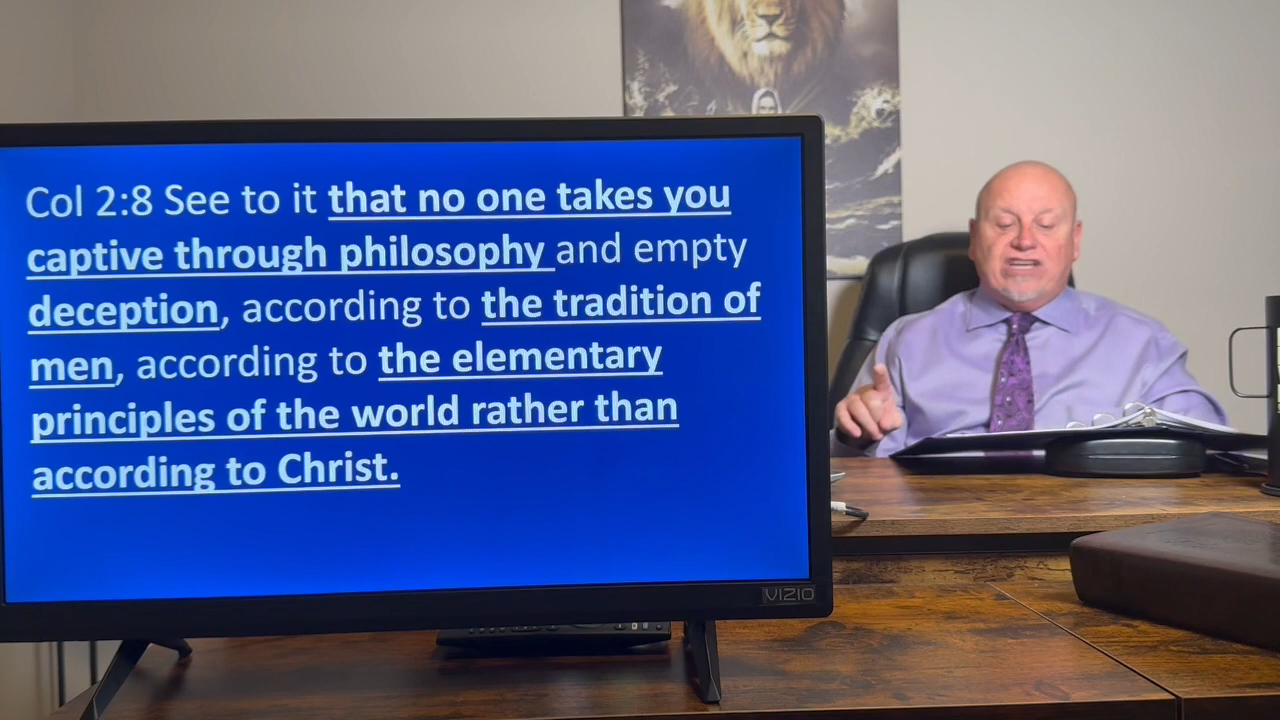 Col 2:8 See to it that no one takes you
captive through philosophy and empty
deception, according to the tradition of
men, according to the elementary
principles of the world rather than
according to Christ.
VIZIO